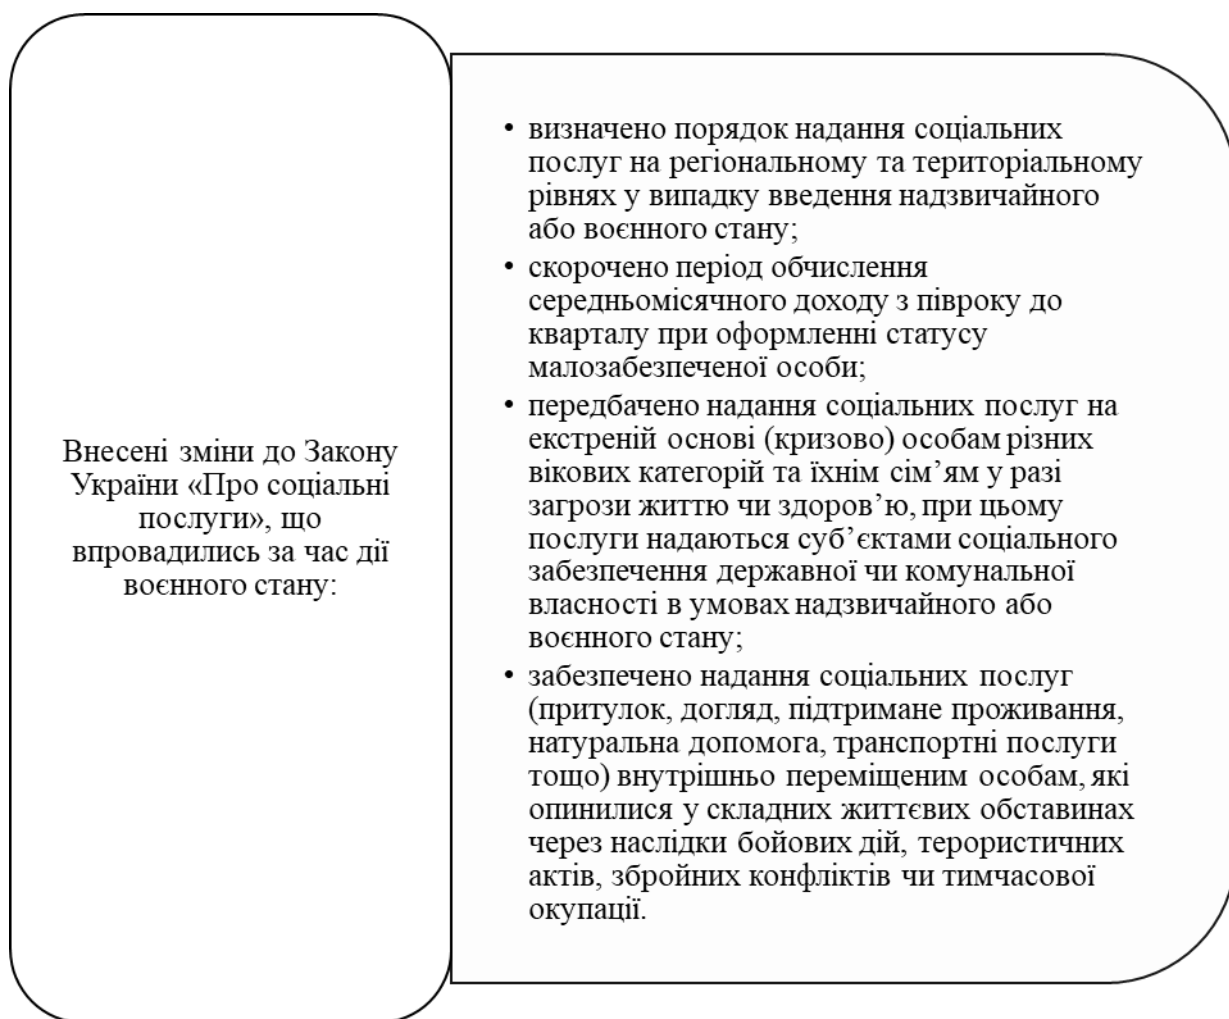 Внесені зміни до Закону
України «Про соціальні
послуги», що
впровадились за час дії
воєнного стану:
• визначено порядок надання соціальних
послуг на регіональному та територіальному
рівнях у випадку введення надзвичайного
або воєнного стану;
• скорочено період обчислення
середньомісячного доходу з півроку до
кварталу при оформленні статусу
малозабезпеченої особи;
• передбачено надання соціальних послуг на
екстреній основі (кризово) особам різних
вікових категорій та їхнім сім’ям у разі
загрози життю чи здоров’ю, при цьому
послуги надаються суб’єктами соціального
забезпечення державної чи комунальної
власності в умовах надзвичайного або
воєнного стану;
• забезпечено надання соціальних послуг
(притулок, догляд, підтримане проживання,
натуральна допомога, транспортні послуги
тощо) внутрішньо переміщеним особам, які
опинилися у складних життєвих обставинах
через наслідки бойових дій, терористичних
актів, збройних конфліктів чи тимчасової
окупації.